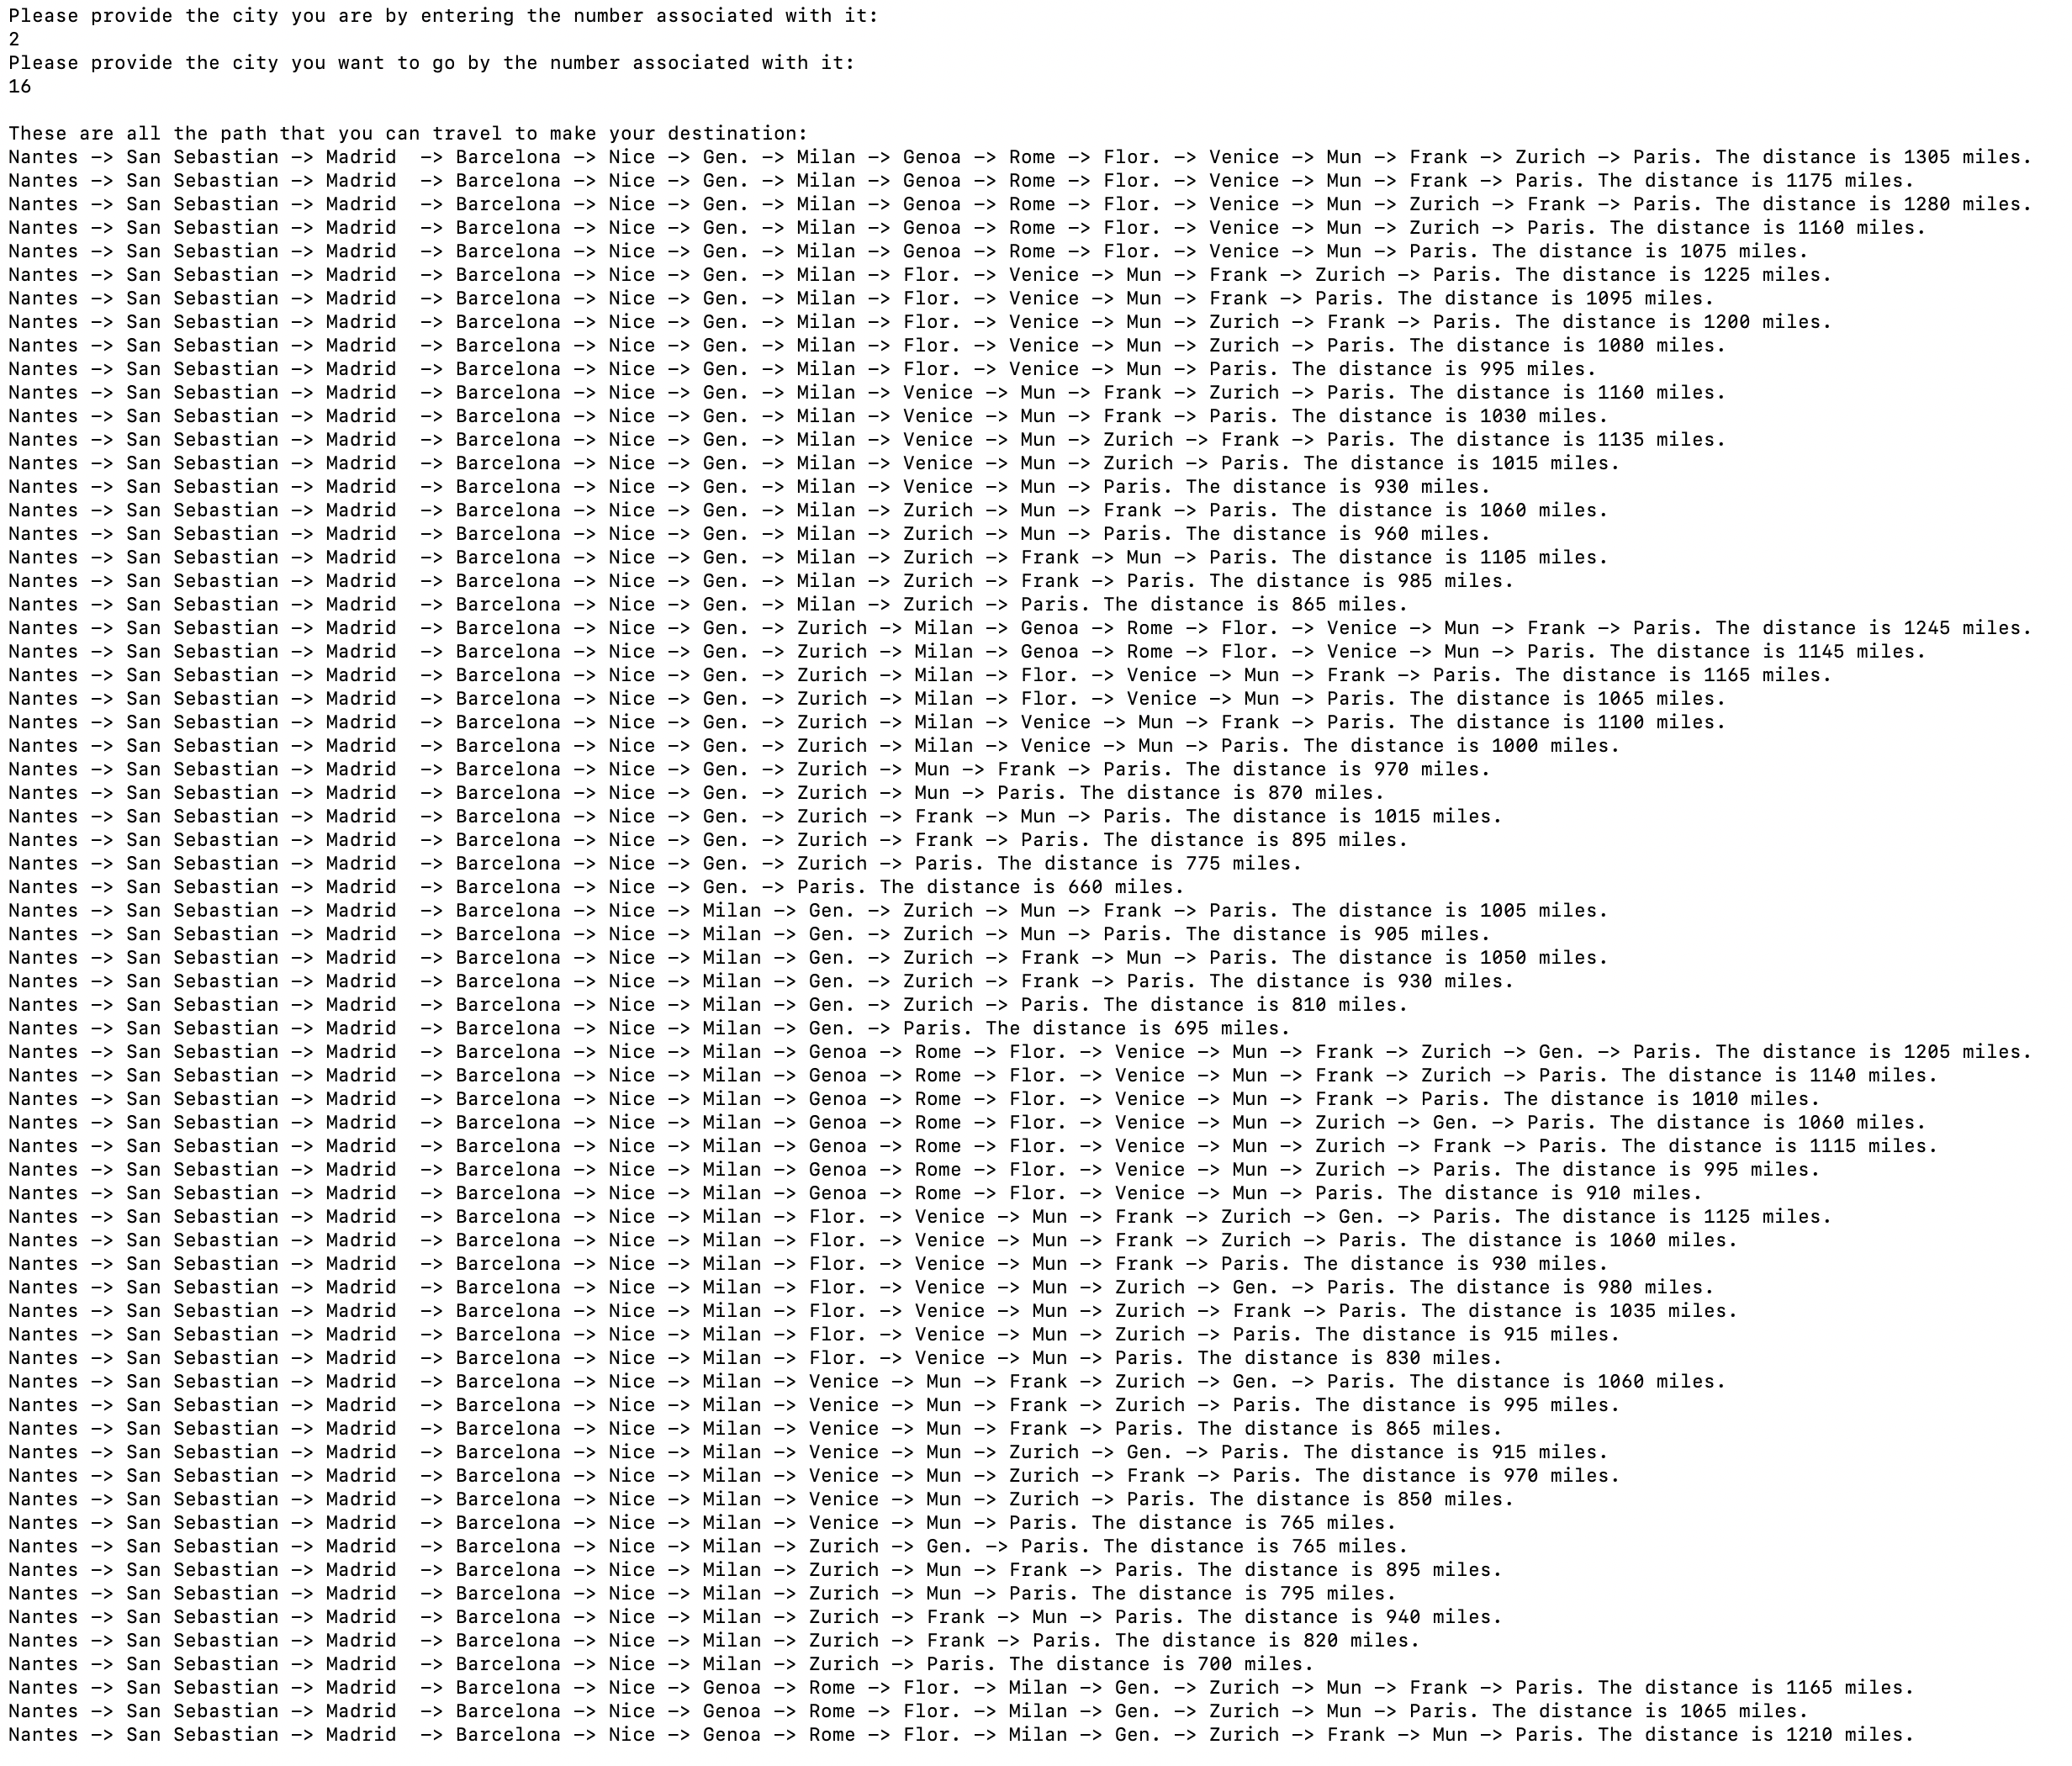 Please provide the city you are by entering the number associated with it:
2
Please provide the city you want to go by the number associated with it:
16
These are all the path that you can travel to make your destination:
Nantes -> San Sebastian -> Madrid  -> Barcelona -> Nice -> Gen. -> Milan -> Genoa -> Rome -> Flor. -> Venice -> Mun -> Frank -> Zurich -> Paris. The distance is 1305 miles.
Nantes -> San Sebastian -> Madrid  -> Barcelona -> Nice -> Gen. -> Milan -> Genoa -> Rome -> Flor. -> Venice -> Mun -> Frank -> Paris. The distance is 1175 miles.
Nantes -> San Sebastian -> Madrid  -> Barcelona -> Nice -> Gen. -> Milan -> Genoa -> Rome -> Flor. -> Venice -> Mun -> Zurich -> Frank -> Paris. The distance is 1280 miles.
Nantes -> San Sebastian -> Madrid  -> Barcelona -> Nice -> Gen. -> Milan -> Genoa -> Rome -> Flor. -> Venice -> Mun -> Zurich -> Paris. The distance is 1160 miles.
Nantes -> San Sebastian -> Madrid  -> Barcelona -> Nice -> Gen. -> Milan -> Genoa -> Rome -> Flor. -> Venice -> Mun -> Paris. The distance is 1075 miles.
Nantes -> San Sebastian -> Madrid  -> Barcelona -> Nice -> Gen. -> Milan -> Flor. -> Venice -> Mun -> Frank -> Zurich -> Paris. The distance is 1225 miles.
Nantes -> San Sebastian -> Madrid  -> Barcelona -> Nice -> Gen. -> Milan -> Flor. -> Venice -> Mun -> Frank -> Paris. The distance is 1095 miles.
Nantes -> San Sebastian -> Madrid  -> Barcelona -> Nice -> Gen. -> Milan -> Flor. -> Venice -> Mun -> Zurich -> Frank -> Paris. The distance is 1200 miles.
Nantes -> San Sebastian -> Madrid  -> Barcelona -> Nice -> Gen. -> Milan -> Flor. -> Venice -> Mun -> Zurich -> Paris. The distance is 1080 miles.
Nantes -> San Sebastian -> Madrid  -> Barcelona -> Nice -> Gen. -> Milan -> Flor. -> Venice -> Mun -> Paris. The distance is 995 miles.
Nantes -> San Sebastian -> Madrid  -> Barcelona -> Nice -> Gen. -> Milan -> Venice -> Mun -> Frank -> Zurich -> Paris. The distance is 1160 miles.
Nantes -> San Sebastian -> Madrid  -> Barcelona -> Nice -> Gen. -> Milan -> Venice -> Mun -> Frank -> Paris. The distance is 1030 miles.
Nantes -> San Sebastian -> Madrid  -> Barcelona -> Nice -> Gen. -> Milan -> Venice -> Mun -> Zurich -> Frank -> Paris. The distance is 1135 miles.
Nantes -> San Sebastian -> Madrid  -> Barcelona -> Nice -> Gen. -> Milan -> Venice -> Mun -> Zurich -> Paris. The distance is 1015 miles.
Nantes -> San Sebastian -> Madrid  -> Barcelona -> Nice -> Gen. -> Milan -> Venice -> Mun -> Paris. The distance is 930 miles.
Nantes -> San Sebastian -> Madrid  -> Barcelona -> Nice -> Gen. -> Milan -> Zurich -> Mun -> Frank -> Paris. The distance is 1060 miles.
Nantes -> San Sebastian -> Madrid  -> Barcelona -> Nice -> Gen. -> Milan -> Zurich -> Mun -> Paris. The distance is 960 miles.
Nantes -> San Sebastian -> Madrid  -> Barcelona -> Nice -> Gen. -> Milan -> Zurich -> Frank -> Mun -> Paris. The distance is 1105 miles.
Nantes -> San Sebastian -> Madrid  -> Barcelona -> Nice -> Gen. -> Milan -> Zurich -> Frank -> Paris. The distance is 985 miles.
Nantes -> San Sebastian -> Madrid  -> Barcelona -> Nice -> Gen. -> Milan -> Zurich -> Paris. The distance is 865 miles.
Nantes -> San Sebastian -> Madrid  -> Barcelona -> Nice -> Gen. -> Zurich -> Milan -> Genoa -> Rome -> Flor. -> Venice -> Mun -> Frank -> Paris. The distance is 1245 miles.
Nantes -> San Sebastian -> Madrid  -> Barcelona -> Nice -> Gen. -> Zurich -> Milan -> Genoa -> Rome -> Flor. -> Venice -> Mun -> Paris. The distance is 1145 miles.
Nantes -> San Sebastian -> Madrid  -> Barcelona -> Nice -> Gen. -> Zurich -> Milan -> Flor. -> Venice -> Mun -> Frank -> Paris. The distance is 1165 miles.
Nantes -> San Sebastian -> Madrid  -> Barcelona -> Nice -> Gen. -> Zurich -> Milan -> Flor. -> Venice -> Mun -> Paris. The distance is 1065 miles.
Nantes -> San Sebastian -> Madrid  -> Barcelona -> Nice -> Gen. -> Zurich -> Milan -> Venice -> Mun -> Frank -> Paris. The distance is 1100 miles.
Nantes -> San Sebastian -> Madrid  -> Barcelona -> Nice -> Gen. -> Zurich -> Milan -> Venice -> Mun -> Paris. The distance is 1000 miles.
Nantes -> San Sebastian -> Madrid  -> Barcelona -> Nice -> Gen. -> Zurich -> Mun -> Frank -> Paris. The distance is 970 miles.
Nantes -> San Sebastian -> Madrid  -> Barcelona -> Nice -> Gen. -> Zurich -> Mun -> Paris. The distance is 870 miles.
Nantes -> San Sebastian -> Madrid  -> Barcelona -> Nice -> Gen. -> Zurich -> Frank -> Mun -> Paris. The distance is 1015 miles.
Nantes -> San Sebastian -> Madrid  -> Barcelona -> Nice -> Gen. -> Zurich -> Frank -> Paris. The distance is 895 miles.
Nantes -> San Sebastian -> Madrid  -> Barcelona -> Nice -> Gen. -> Zurich -> Paris. The distance is 775 miles.
Nantes -> San Sebastian -> Madrid  -> Barcelona -> Nice -> Gen. -> Paris. The distance is 660 miles.
Nantes -> San Sebastian -> Madrid  -> Barcelona -> Nice -> Milan -> Gen. -> Zurich -> Mun -> Frank -> Paris. The distance is 1005 miles.
Nantes -> San Sebastian -> Madrid  -> Barcelona -> Nice -> Milan -> Gen. -> Zurich -> Mun -> Paris. The distance is 905 miles.
Nantes -> San Sebastian -> Madrid  -> Barcelona -> Nice -> Milan -> Gen. -> Zurich -> Frank -> Mun -> Paris. The distance is 1050 miles.
Nantes -> San Sebastian -> Madrid  -> Barcelona -> Nice -> Milan -> Gen. -> Zurich -> Frank -> Paris. The distance is 930 miles.
Nantes -> San Sebastian -> Madrid  -> Barcelona -> Nice -> Milan -> Gen. -> Zurich -> Paris. The distance is 810 miles.
Nantes -> San Sebastian -> Madrid  -> Barcelona -> Nice -> Milan -> Gen. -> Paris. The distance is 695 miles.
Nantes -> San Sebastian -> Madrid  -> Barcelona -> Nice -> Milan -> Genoa -> Rome -> Flor. -> Venice -> Mun -> Frank -> Zurich -> Gen. -> Paris. The distance is 1205 miles.
Nantes -> San Sebastian -> Madrid  -> Barcelona -> Nice -> Milan -> Genoa -> Rome -> Flor. -> Venice -> Mun -> Frank -> Zurich -> Paris. The distance is 1140 miles.
Nantes -> San Sebastian -> Madrid  -> Barcelona -> Nice -> Milan -> Genoa -> Rome -> Flor. -> Venice -> Mun -> Frank -> Paris. The distance is 1010 miles.
Nantes -> San Sebastian -> Madrid  -> Barcelona -> Nice -> Milan -> Genoa -> Rome -> Flor. -> Venice -> Mun -> Zurich -> Gen. -> Paris. The distance is 1060 miles.
Nantes -> San Sebastian -> Madrid  -> Barcelona -> Nice -> Milan -> Genoa -> Rome -> Flor. -> Venice -> Mun -> Zurich -> Frank -> Paris. The distance is 1115 miles.
Nantes -> San Sebastian -> Madrid  -> Barcelona -> Nice -> Milan -> Genoa -> Rome -> Flor. -> Venice -> Mun -> Zurich -> Paris. The distance is 995 miles.
Nantes -> San Sebastian -> Madrid  -> Barcelona -> Nice -> Milan -> Genoa -> Rome -> Flor. -> Venice -> Mun -> Paris. The distance is 910 miles.
Nantes -> San Sebastian -> Madrid  -> Barcelona -> Nice -> Milan -> Flor. -> Venice -> Mun -> Frank -> Zurich -> Gen. -> Paris. The distance is 1125 miles.
Nantes -> San Sebastian -> Madrid  -> Barcelona -> Nice -> Milan -> Flor. -> Venice -> Mun -> Frank -> Zurich -> Paris. The distance is 1060 miles.
Nantes -> San Sebastian -> Madrid  -> Barcelona -> Nice -> Milan -> Flor. -> Venice -> Mun -> Frank -> Paris. The distance is 930 miles.
Nantes -> San Sebastian -> Madrid  -> Barcelona -> Nice -> Milan -> Flor. -> Venice -> Mun -> Zurich -> Gen. -> Paris. The distance is 980 miles.
Nantes -> San Sebastian -> Madrid  -> Barcelona -> Nice -> Milan -> Flor. -> Venice -> Mun -> Zurich -> Frank -> Paris. The distance is 1035 miles.
Nantes -> San Sebastian -> Madrid  -> Barcelona -> Nice -> Milan -> Flor. -> Venice -> Mun -> Zurich -> Paris. The distance is 915 miles.
Nantes -> San Sebastian -> Madrid  -> Barcelona -> Nice -> Milan -> Flor. -> Venice -> Mun -> Paris. The distance is 830 miles.
Nantes -> San Sebastian -> Madrid  -> Barcelona -> Nice -> Milan -> Venice -> Mun -> Frank -> Zurich -> Gen. -> Paris. The distance is 1060 miles.
Nantes -> San Sebastian -> Madrid  -> Barcelona -> Nice -> Milan -> Venice -> Mun -> Frank -> Zurich -> Paris. The distance is 995 miles.
Nantes -> San Sebastian -> Madrid  -> Barcelona -> Nice -> Milan -> Venice -> Mun -> Frank -> Paris. The distance is 865 miles.
Nantes -> San Sebastian -> Madrid  -> Barcelona -> Nice -> Milan -> Venice -> Mun -> Zurich -> Gen. -> Paris. The distance is 915 miles.
Nantes -> San Sebastian -> Madrid  -> Barcelona -> Nice -> Milan -> Venice -> Mun -> Zurich -> Frank -> Paris. The distance is 970 miles.
Nantes -> San Sebastian -> Madrid  -> Barcelona -> Nice -> Milan -> Venice -> Mun -> Zurich -> Paris. The distance is 850 miles.
Nantes -> San Sebastian -> Madrid  -> Barcelona -> Nice -> Milan -> Venice -> Mun -> Paris. The distance is 765 miles.
Nantes -> San Sebastian -> Madrid  -> Barcelona -> Nice -> Milan -> Zurich -> Gen. -> Paris. The distance is 765 miles.
Nantes -> San Sebastian -> Madrid  -> Barcelona -> Nice -> Milan -> Zurich -> Mun -> Frank -> Paris. The distance is 895 miles.
Nantes -> San Sebastian -> Madrid  -> Barcelona -> Nice -> Milan -> Zurich -> Mun -> Paris. The distance is 795 miles.
Nantes -> San Sebastian -> Madrid  -> Barcelona -> Nice -> Milan -> Zurich -> Frank -> Mun -> Paris. The distance is 940 miles.
Nantes -> San Sebastian -> Madrid  -> Barcelona -> Nice -> Milan -> Zurich -> Frank -> Paris. The distance is 820 miles.
Nantes -> San Sebastian -> Madrid  -> Barcelona -> Nice -> Milan -> Zurich -> Paris. The distance is 700 miles.
Nantes -> San Sebastian -> Madrid  -> Barcelona -> Nice -> Genoa -> Rome -> Flor. -> Milan -> Gen. -> Zurich -> Mun -> Frank -> Paris. The distance is 1165 miles.
Nantes -> San Sebastian -> Madrid  -> Barcelona -> Nice -> Genoa -> Rome -> Flor. -> Milan -> Gen. -> Zurich -> Mun -> Paris. The distance is 1065 miles.
Nantes -> San Sebastian -> Madrid  -> Barcelona -> Nice -> Genoa -> Rome -> Flor. -> Milan -> Gen. -> Zurich -> Frank -> Mun -> Paris. The distance is 1210 miles.